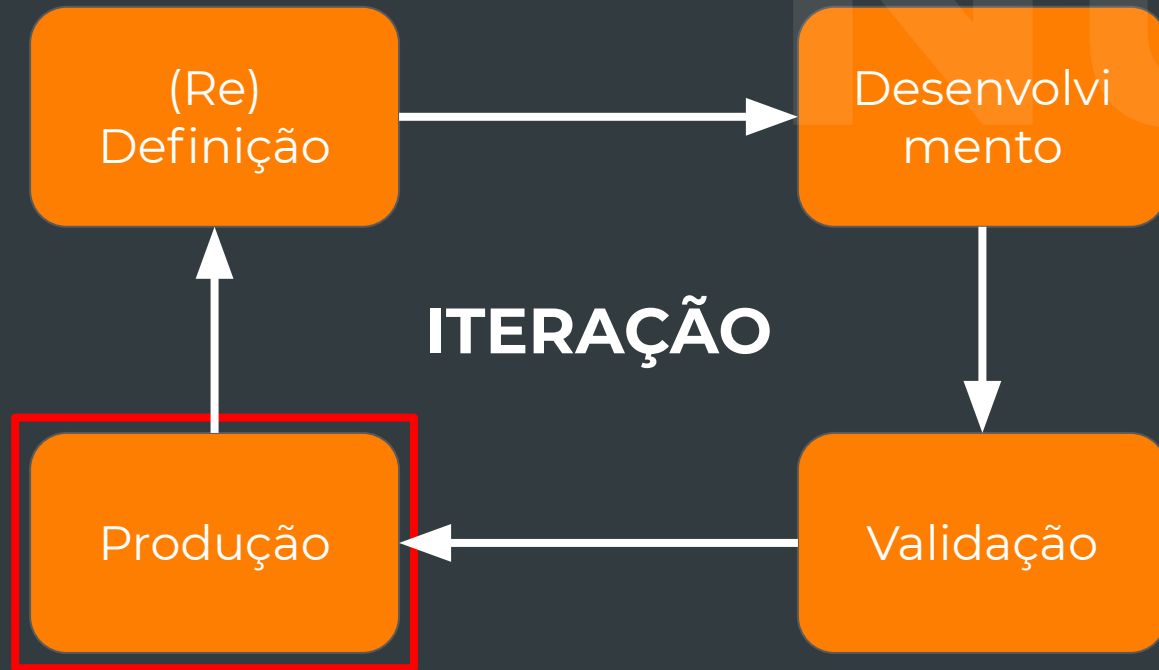 (Re)
Definição
Desenvolvi
mento
ITERAÇÃO
Produção
Validação